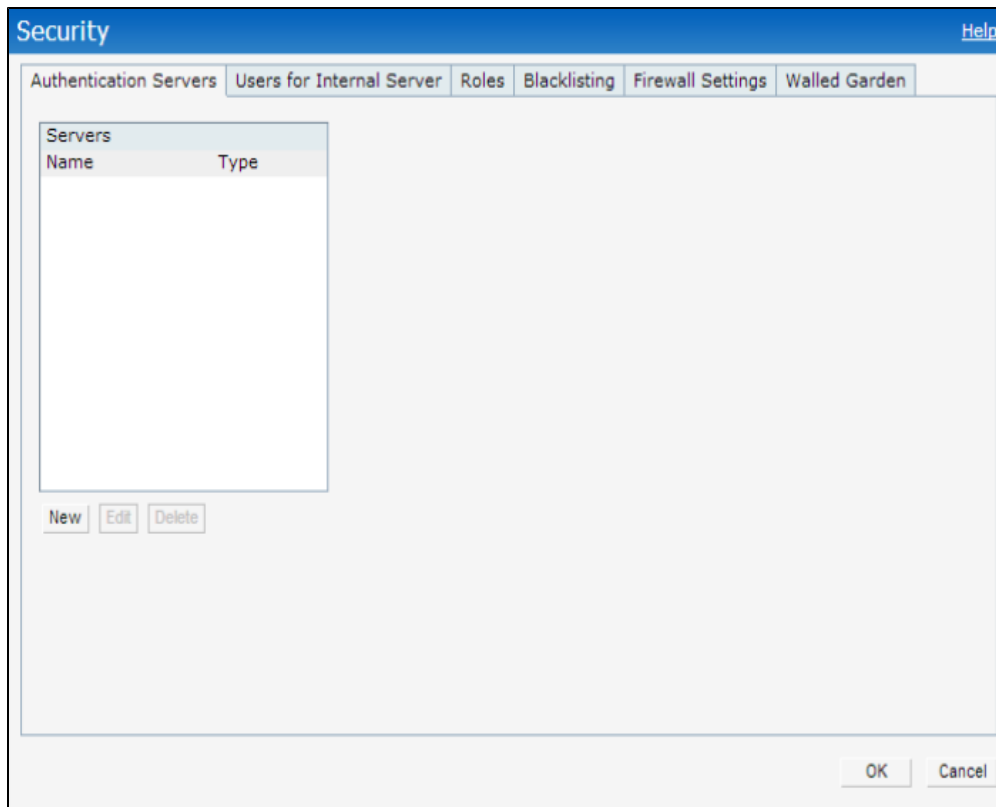 Security Help
Authentication Servers Users for Internal Server Roles Blacklisting Firewall Settings Walled Garden
Servers
Name Type
New Edit Delete
OK Cancel